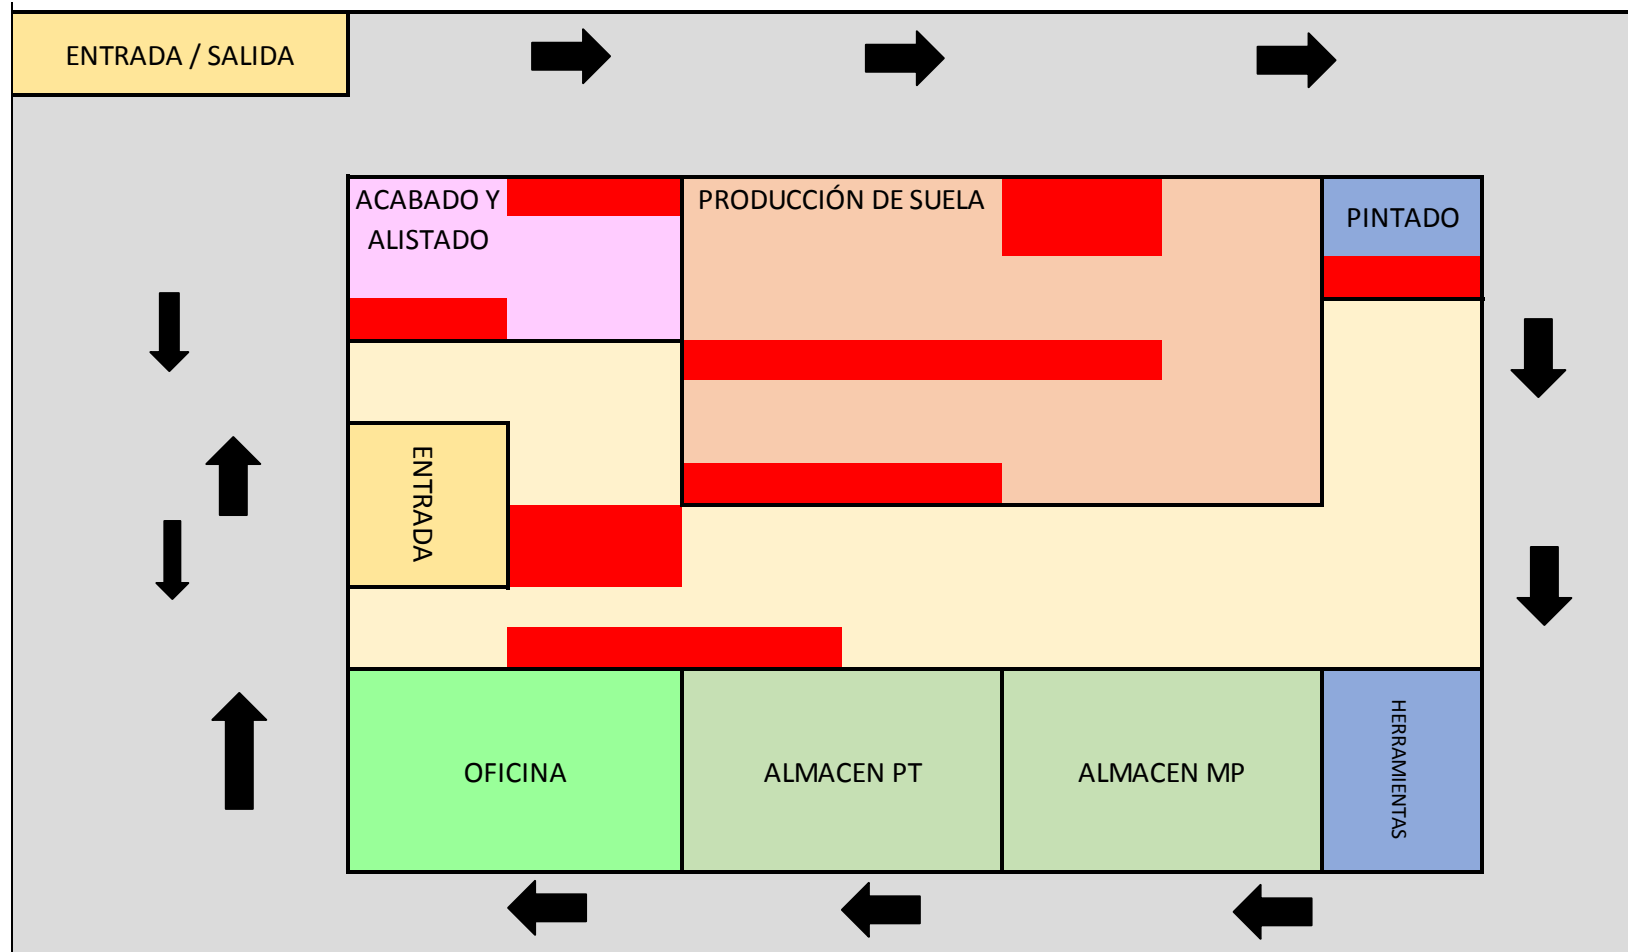 ENTRADA / SALIDA
ACABADO Y
ALISTADO
PRODUCCIÓN DE SUELA
PINTADO
ENTRADA
OFICINA
ALMACEN PT
ALMACEN MP
HERRAMIENTAS